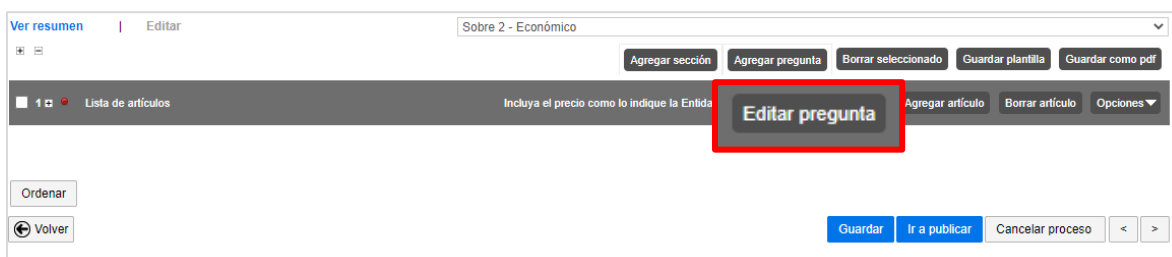 Ver resumen | Editar Sobre 2 - Económico
Agregar sección Agregar pregunta Borrar seleccionado Guardar plantilla Guardar como pdf
1 Lista de artículos Incluya el precio como lo indique la Entida Editar pregunta Agregar artículo Borrar artículo Opciones
Ordenar
Volver Guardar Ir a publicar Cancelar proceso < >